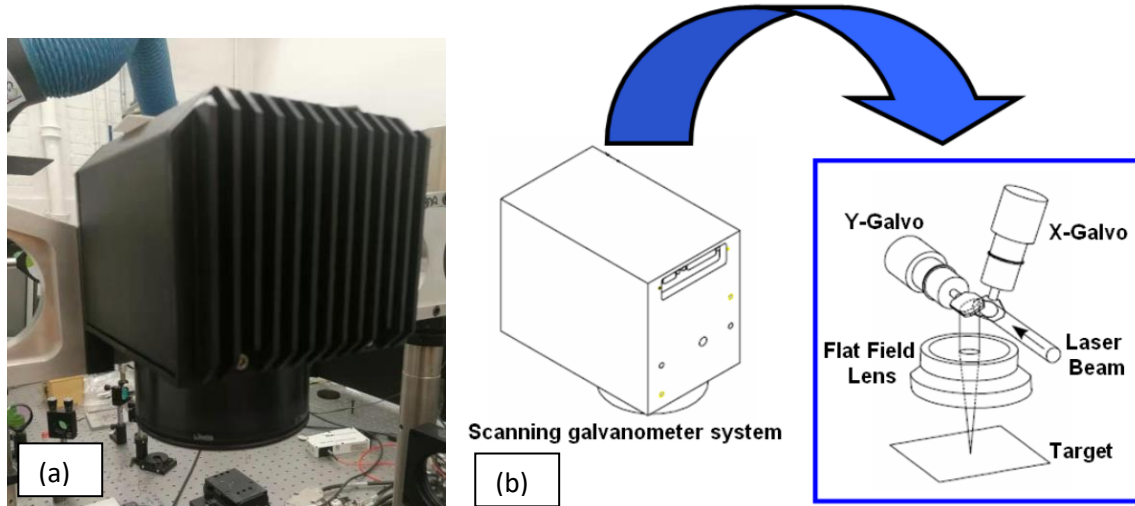 (a)
Scanning galvanometer system
(b)
Y-Galvo
X-Galvo
Flat Field
Lens
Laser
Beam
Target